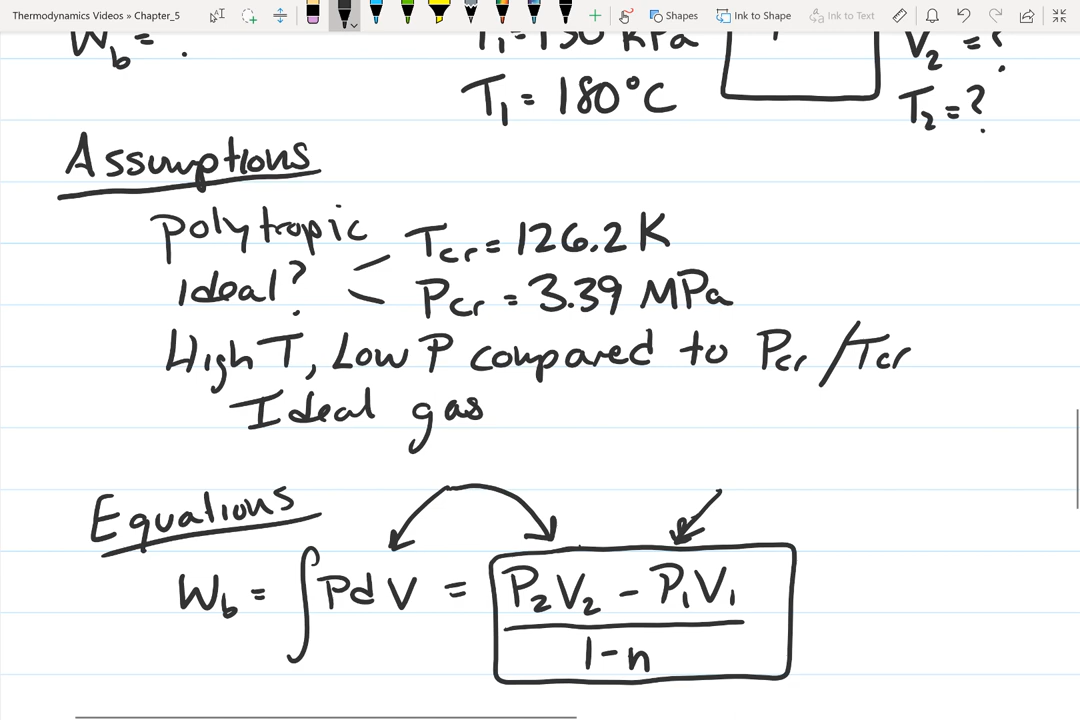 Thermodynamics Videos » Chapter_5
Shapes
Ink to Shape
Ink to Text
W_b = ?
T_1 = 180°C
V_2 = ?
T_2 = ?
Assumptions
Polytropic
Ideal? < T_cr = 126.2 K
P_cr = 3.39 MPa
High T, Low P compared to P_cr / T_cr
Ideal gas
Equations
W_b = ∫PdV = P_2V_2 - P_1V_1
1-n